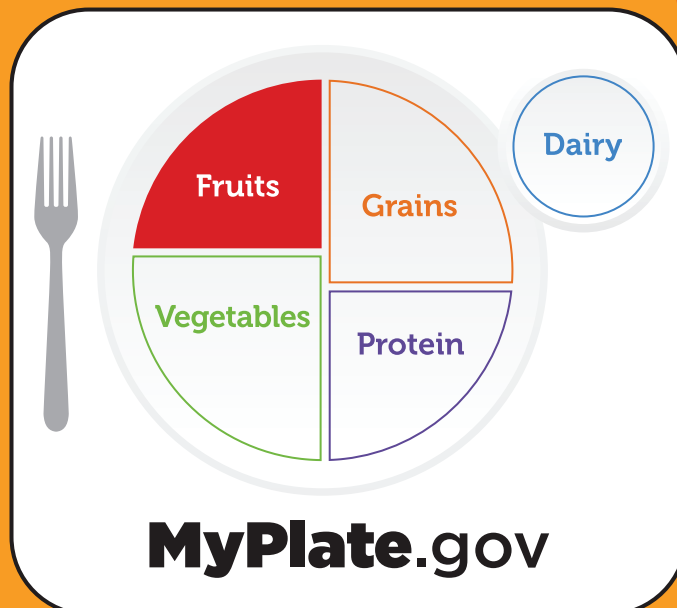 Dairy
Fruits
Grains
Vegetables
Protein
MyPlate.gov